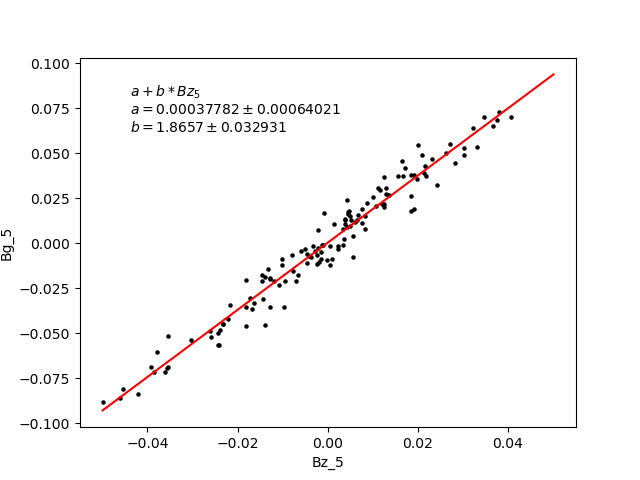 0.100
0.075
0.050
0.025
0.000
−0.025
−0.050
−0.075
−0.100
Bg_5
a + b * Bz₅
a = 0.00037782 ± 0.00064021
b = 1.8657 ± 0.032931
−0.04 −0.02 0.00 0.02 0.04
Bz_5